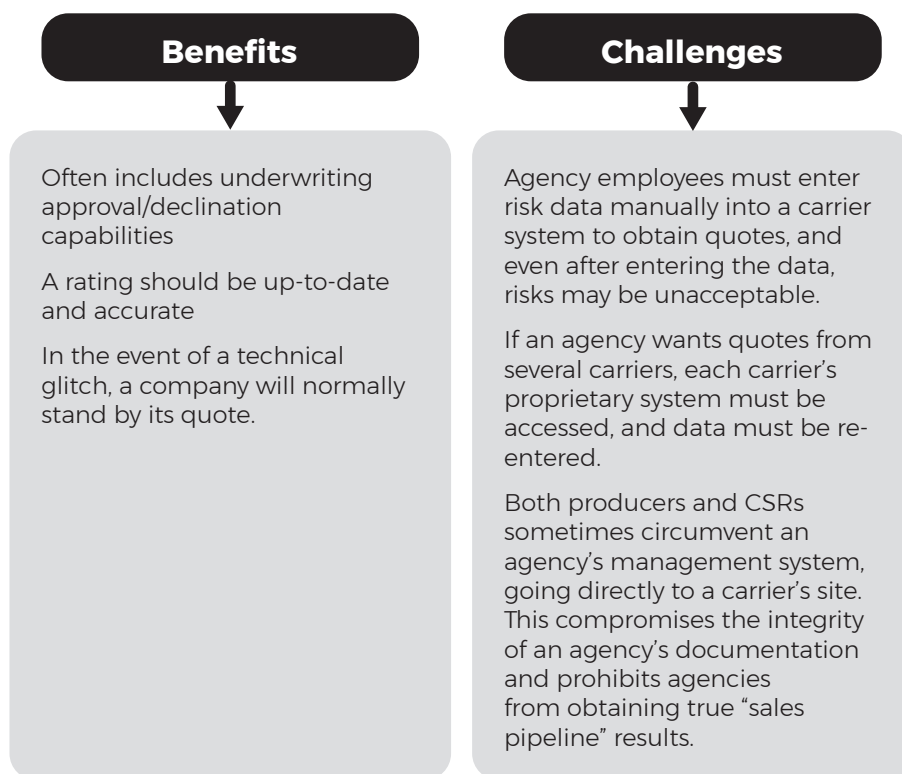 Benefits
Often includes underwriting
approval/declination
capabilities
A rating should be up-to-date
and accurate
In the event of a technical
glitch, a company will normally
stand by its quote.
Challenges
Agency employees must enter
risk data manually into a carrier
system to obtain quotes, and
even after entering the data,
risks may be unacceptable.
If an agency wants quotes from
several carriers, each carrier’s
proprietary system must be
accessed, and data must be re-
entered.
Both producers and CSRs
sometimes circumvent an
agency’s management system,
going directly to a carrier’s site.
This compromises the integrity
of an agency’s documentation
and prohibits agencies
from obtaining true “sales
pipeline” results.